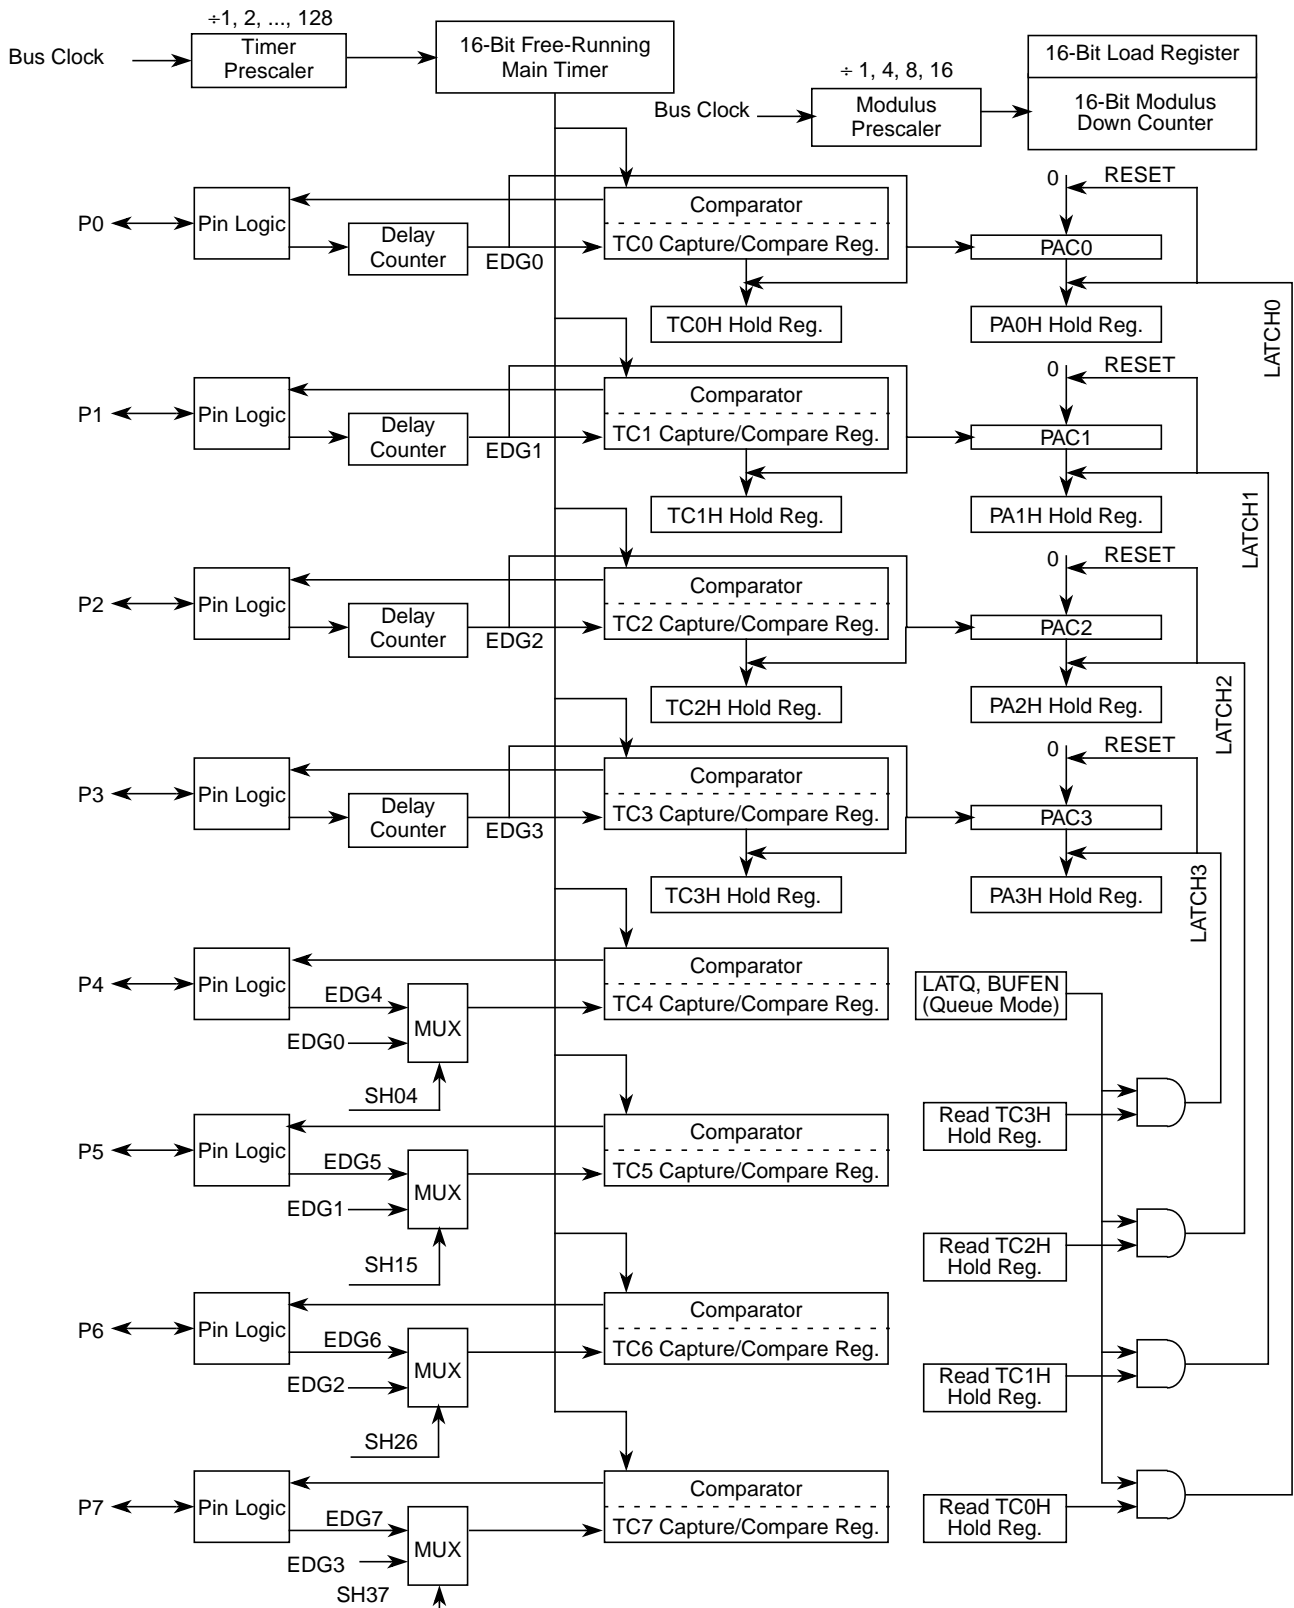 ÷1, 2, ..., 128
Bus Clock
Timer
Prescaler
16-Bit Free-Running
Main Timer
÷ 1, 4, 8, 16
Bus Clock
Modulus
Prescaler
16-Bit Load Register
16-Bit Modulus
Down Counter
P0
Pin Logic
Delay
Counter
EDG0
Comparator
TC0 Capture/Compare Reg.
TC0H Hold Reg.
0
RESET
PAC0
PA0H Hold Reg.
LATCH0
P1
Pin Logic
Delay
Counter
EDG1
Comparator
TC1 Capture/Compare Reg.
TC1H Hold Reg.
0
RESET
PAC1
PA1H Hold Reg.
LATCH1
P2
Pin Logic
Delay
Counter
EDG2
Comparator
TC2 Capture/Compare Reg.
TC2H Hold Reg.
0
RESET
PAC2
PA2H Hold Reg.
LATCH2
P3
Pin Logic
Delay
Counter
EDG3
Comparator
TC3 Capture/Compare Reg.
TC3H Hold Reg.
0
RESET
PAC3
PA3H Hold Reg.
LATCH3
P4
Pin Logic
EDG4
EDG0
MUX
SH04
Comparator
TC4 Capture/Compare Reg.
LATQ, BUFEN
(Queue Mode)
P5
Pin Logic
EDG5
EDG1
MUX
SH15
Comparator
TC5 Capture/Compare Reg.
Read TC3H
Hold Reg.
Read TC2H
Hold Reg.
P6
Pin Logic
EDG6
EDG2
MUX
SH26
Comparator
TC6 Capture/Compare Reg.
Read TC1H
Hold Reg.
P7
Pin Logic
EDG7
EDG3
MUX
SH37
Comparator
TC7 Capture/Compare Reg.
Read TC0H
Hold Reg.